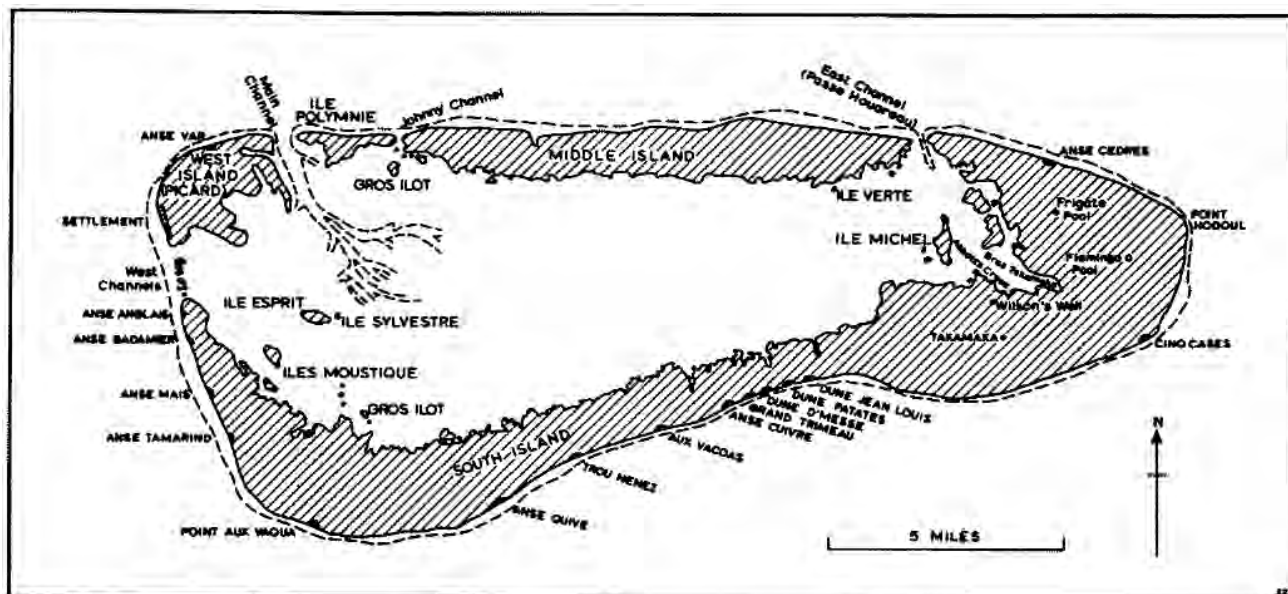 Main
Channel
ILE
POLYMNIE
Johnny Channel
East Channel
(Passe Houareau)
ANSE VAR
WEST
ISLAND
(PICARD)
GROS ILOT
MIDDLE ISLAND
ANSE CEDRES
ILE VERTE
SETTLEMENT
Frigate
Pool
POINT
HODOUL
ILE MICHEL
Flamingo
Pool
Bras Takamaka
West
Channels
ILE ESPRIT
ILE SYLVESTRE
Wilson's Well
ANSE ANGLAIS
ANSE BADAMIER
TAKAMAKA
CINQ CASES
ILES MOUSTIQUE
ANSE MAIS
GROS ILOT
DUNE JEAN LOUIS
DUNE PATATES
DUNE D'MESSE
GRAND TRIMEAU
ANSE CUIVRE
ANSE TAMARIND
SOUTH ISLAND
AUX VACOAS
N
TROU NENEZ
ANSE QUIVE
POINT AUX VAQUA
5 MILES